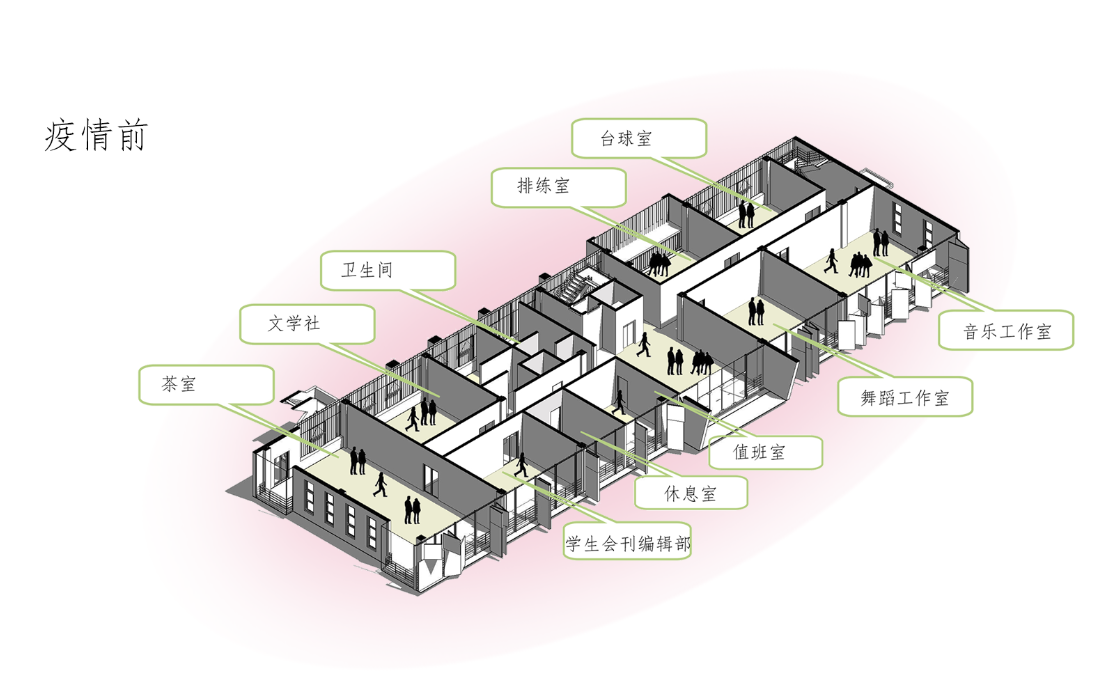 疫情前
台球室
排练室
卫生间
文学社
茶室
音乐工作室
舞蹈工作室
值班室
休息室
学生会刊编辑部